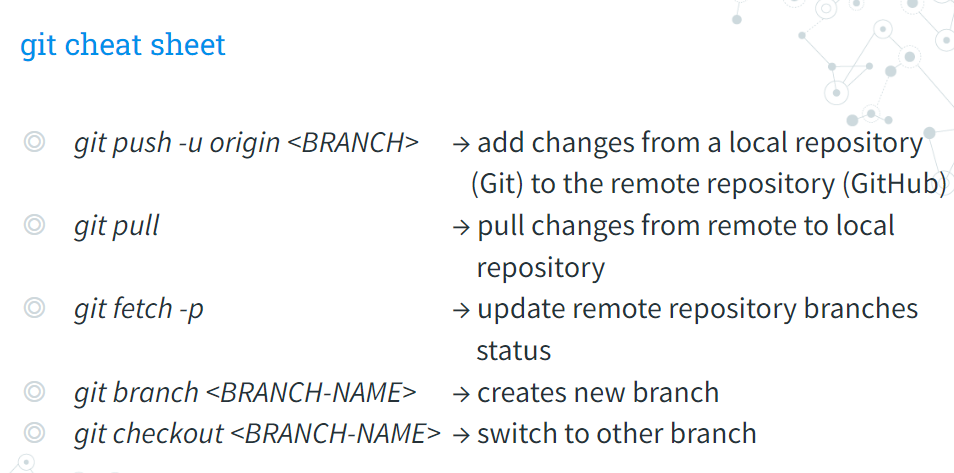 git cheat sheet
git push -u origin <BRANCH> → add changes from a local repository
(Git) to the remote repository (GitHub)
git pull → pull changes from remote to local
repository
git fetch -p → update remote repository branches
status
git branch <BRANCH-NAME> → creates new branch
git checkout <BRANCH-NAME> → switch to other branch